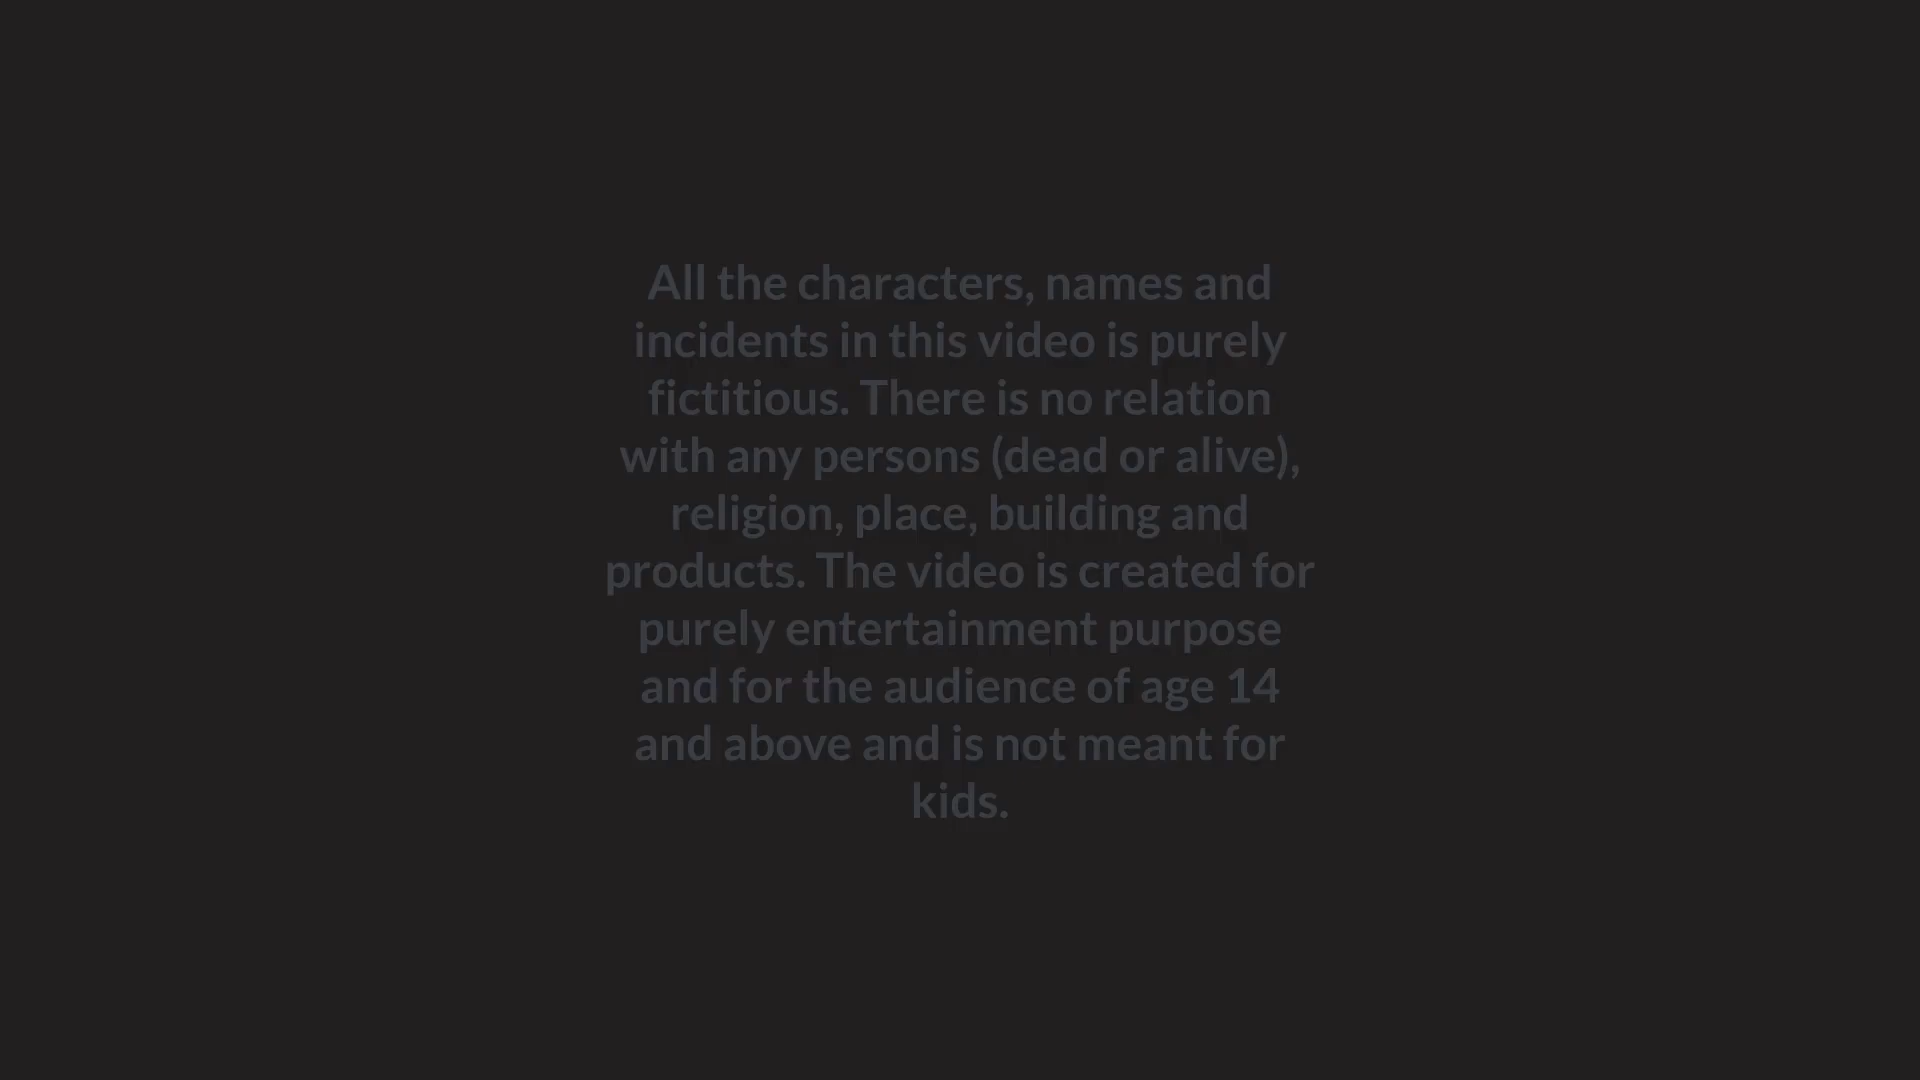 All the characters, names and
incidents in this video is purely
fictitious. There is no relation
with any persons (dead or alive),
religion, place, building and
products. The video is created for
purely entertainment purpose
and for the audience of age 14
and above and is not meant for
kids.